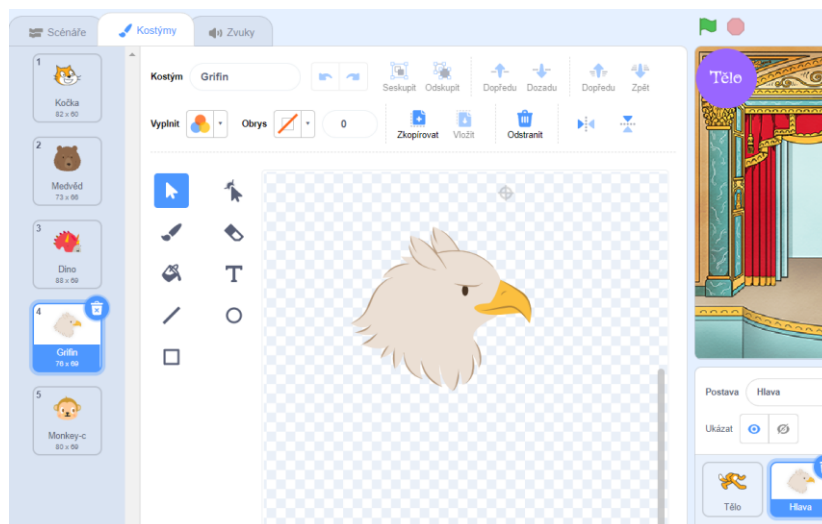 Scénáře
Kostýmy
Zvuky
1
Kočka
82 x 60
2
Medvěd
73 x 66
3
Dino
88 x 69
4
Grifin
76 x 69
5
Monkey-c
80 x 69
Kostým
Grifin
Seskupit
Odskupit
Dopředu
Dozadu
Dopředu
Zpět
Vyplnit
Obrys
0
Zkopírovat
Vložit
Odstranit
T
Tělo
Postava
Hlava
Ukázat
Tělo
Hlava